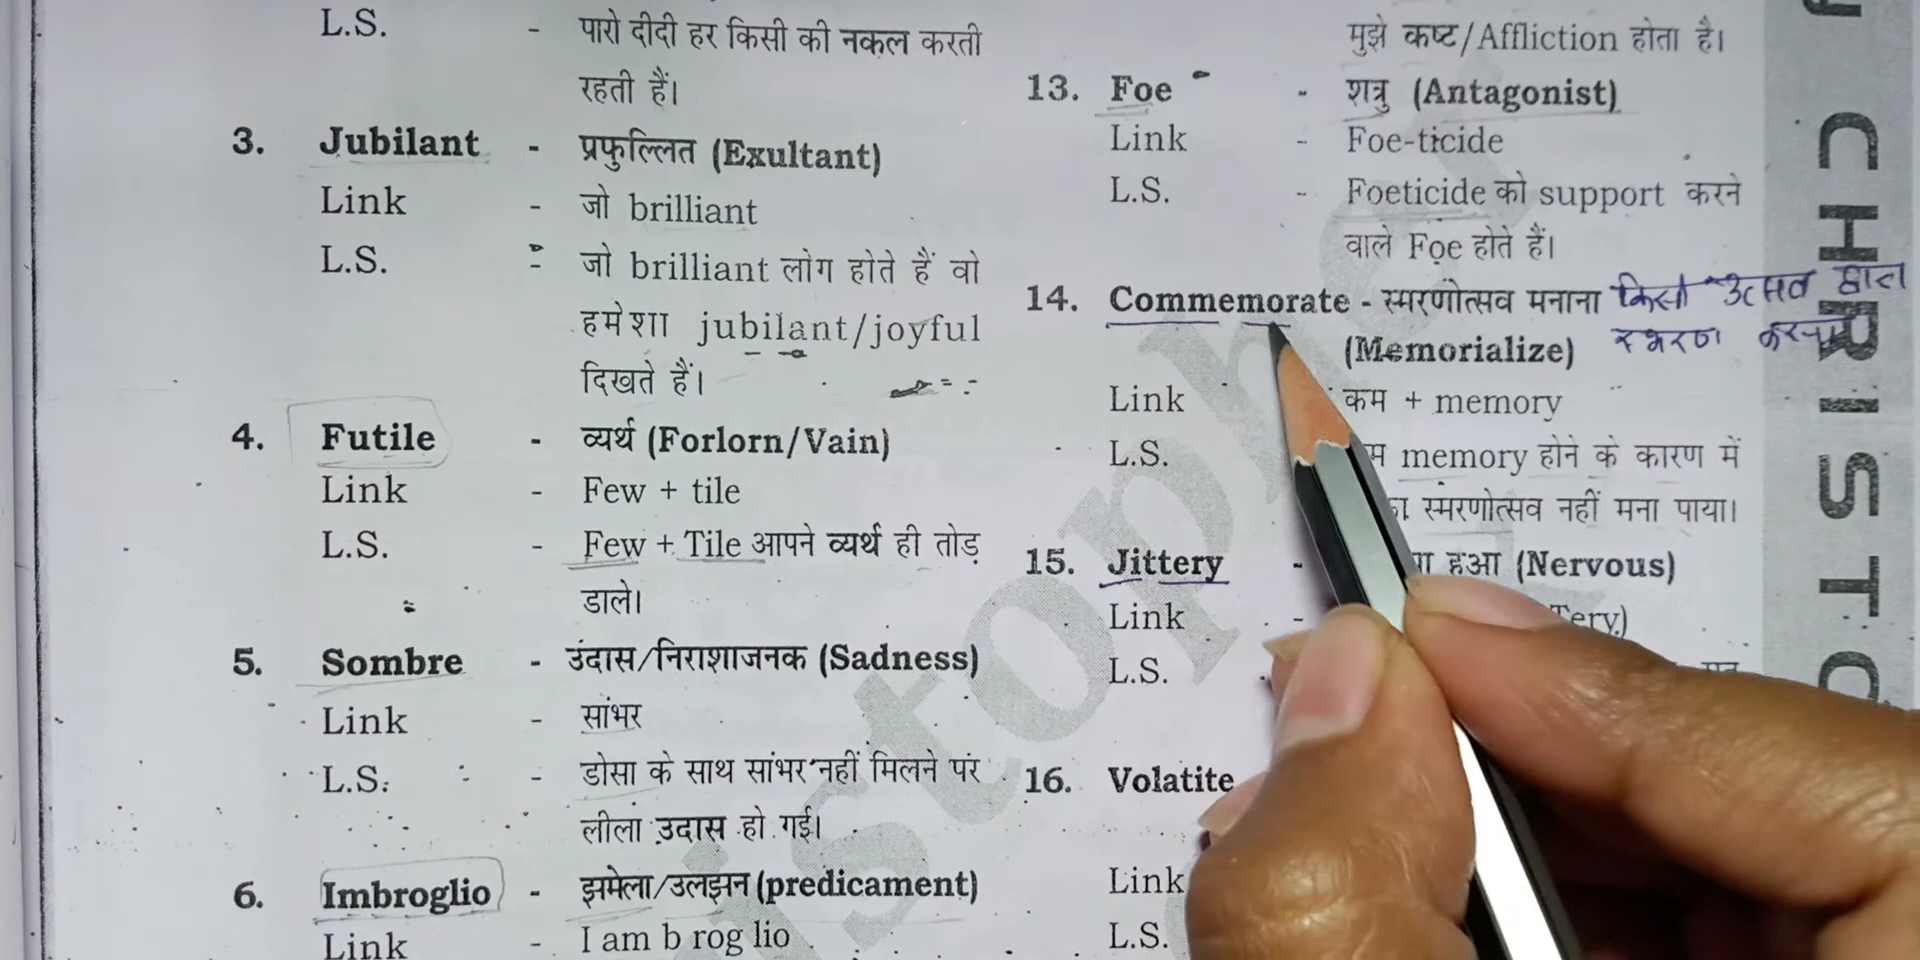 L.S. - पारो दीदी हर किसी की नकल करती
रहती हैं।
3. Jubilant - प्रफुल्लित (Exultant)
Link - जो brilliant
L.S. - जो brilliant लोग होते हैं वो
हमेशा jubilant/joyful
दिखते हैं।
4. Futile - व्यर्थ (Forlorn/Vain)
Link - Few + tile
L.S. - Few + Tile आपने व्यर्थ ही तोड़
डाले।
5. Sombre - उदास/निराशाजनक (Sadness)
Link - सांभर
L.S. - डोसा के साथ सांभर नहीं मिलने पर
लीला उदास हो गई।
6. Imbroglio - झमेला/उलझन (predicament)
Link - I am b rog lio
मुझे कष्ट/Affliction होता है।
13. Foe - शत्रु (Antagonist)
Link - Foe-ticide
L.S. - Foeticide को support करने
वाले Foe होते हैं।
14. Commemorate - स्मरणोत्सव मनाना किसी उत्सव द्वारा
(Memorialize) स्मरण करना
Link कम + memory
L.S. memory होने के कारण में
स्मरणोत्सव नहीं मना पाया।
15. Jittery - हुआ (Nervous)
Link -
L.S.
16. Volatite
Link
L.S.
CHRISTO